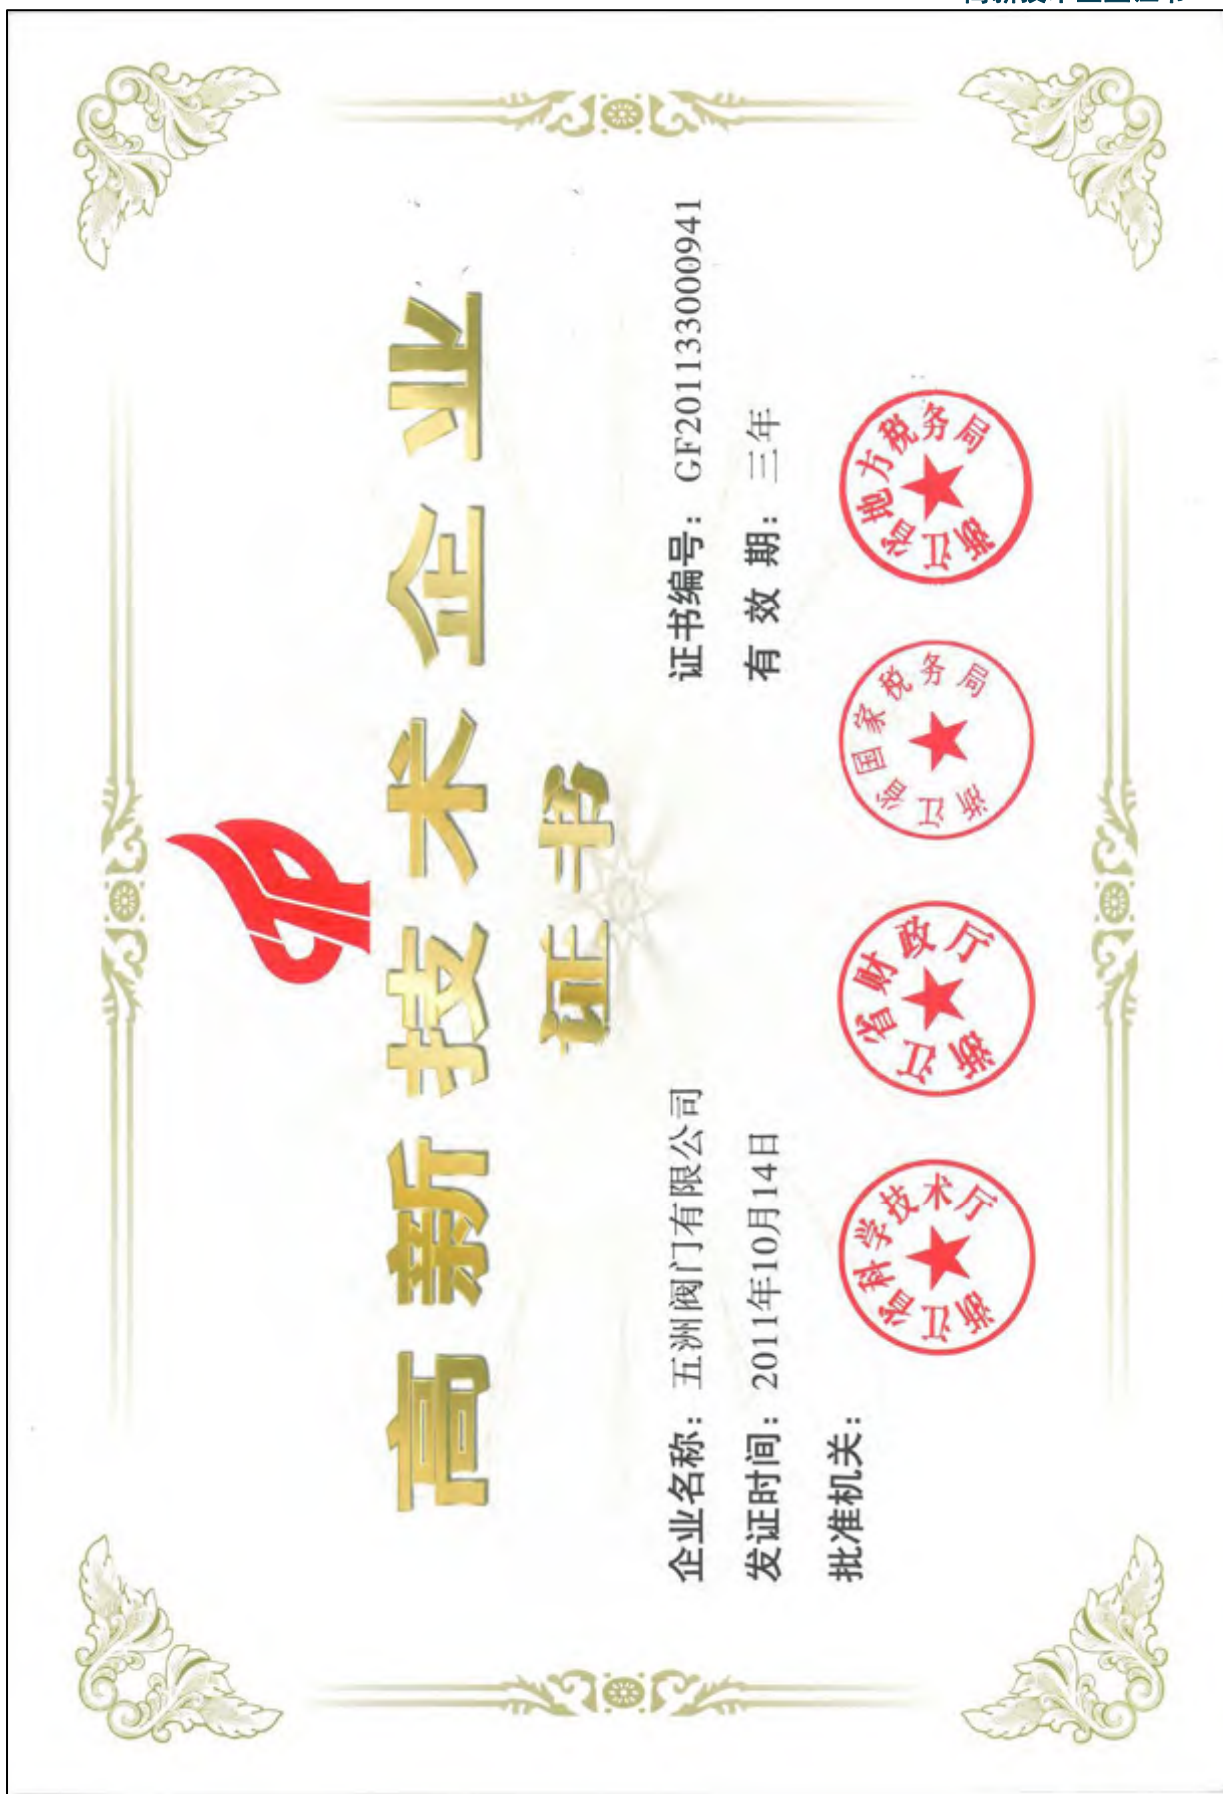 高新技术企业
证书
企业名称：五洲阀门有限公司
证书编号：GF201133000941
发证时间：2011年10月14日
有 效 期：三年
批准机关：
浙江省科学技术厅
浙江省财政厅
浙江省国家税务局
浙江省地方税务局